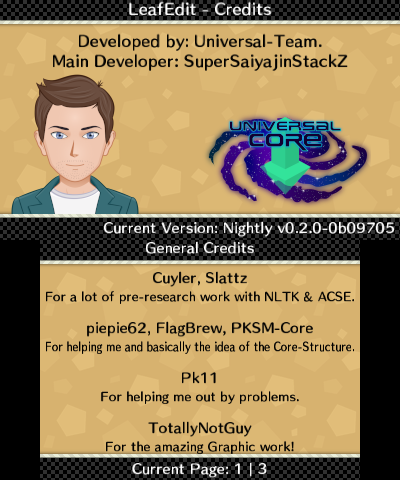 LeafEdit - Credits
Developed by: Universal-Team.
Main Developer: SuperSaiyajinStackZ
UNIVERSAL
CORE
Current Version: Nightly v0.2.0-0b09705
General Credits
Cuyler, Slattz
For a lot of pre-research work with NLTK & ACSE.
piepie62, FlagBrew, PKSM-Core
For helping me and basically the idea of the Core-Structure.
Pk11
For helping me out by problems.
TotallyNotGuy
For the amazing Graphic work!
Current Page: 1 | 3